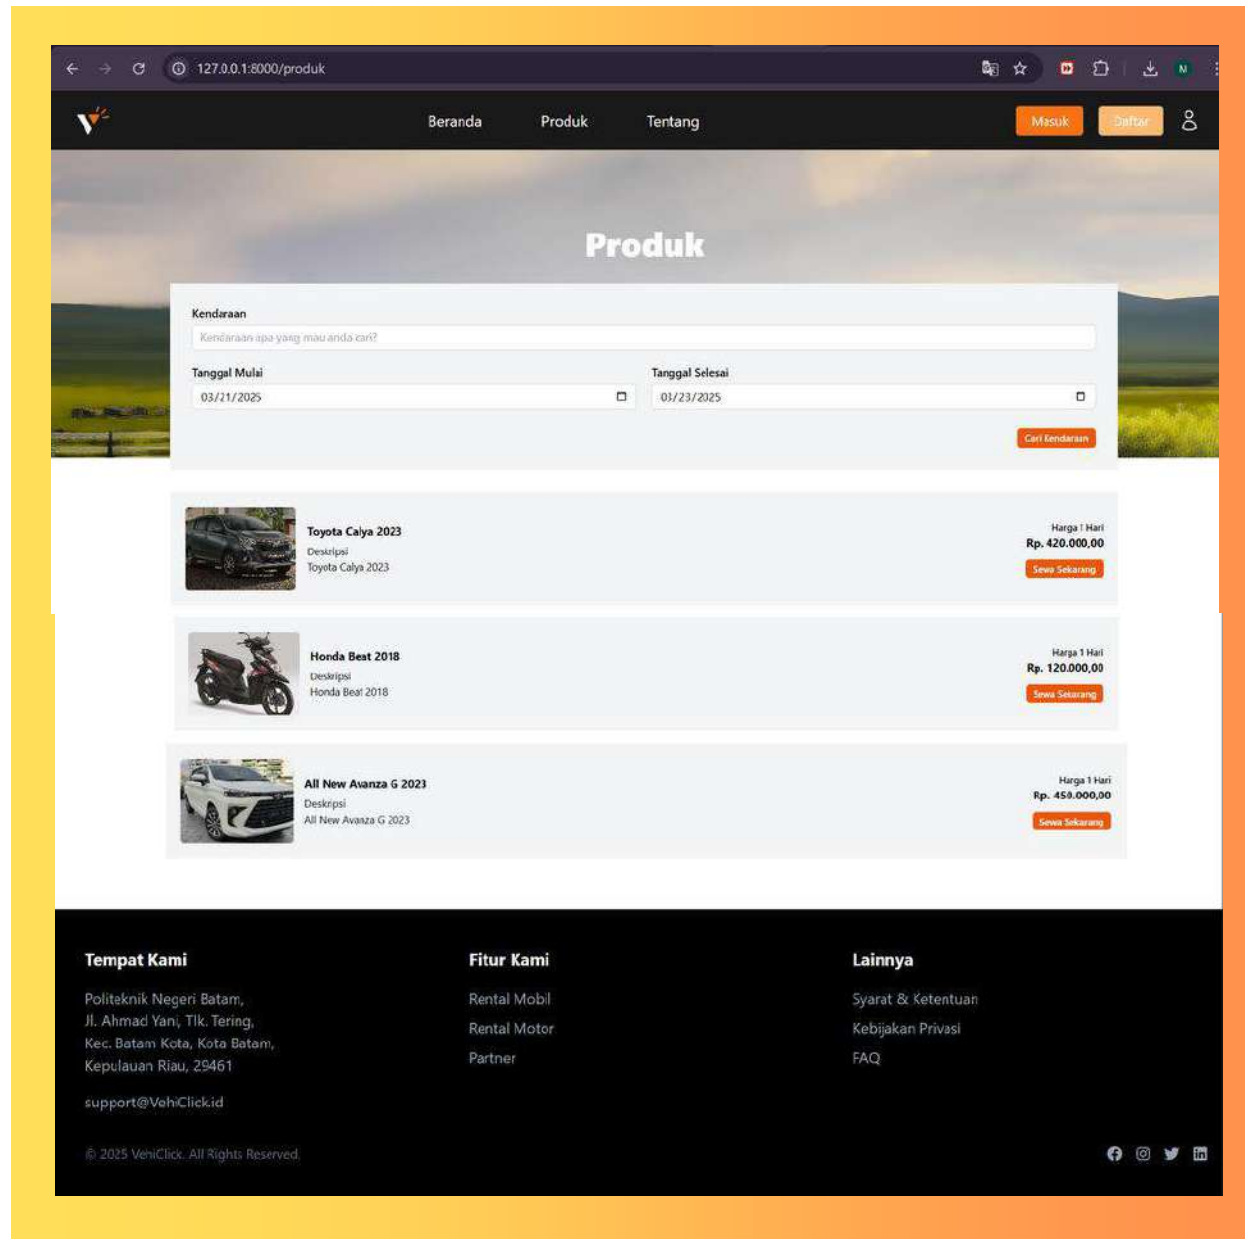 127.0.0.1:8000/produk
M
Beranda Produk Tentang Masuk Daftar
Produk
Kendaraan
Kendaraan apa yang mau anda cari?
Tanggal Mulai Tanggal Selesai
03/21/2025 03/23/2025
Cari Kendaraan
Toyota Calya 2023
Deskripsi
Toyota Calya 2023
Harga 1 Hari
Rp. 420.000,00
Sewa Sekarang
Honda Beat 2018
Deskripsi
Honda Beat 2018
Harga 1 Hari
Rp. 120.000,00
Sewa Sekarang
All New Avanza G 2023
Deskripsi
All New Avanza G 2023
Harga 1 Hari
Rp. 450.000,00
Sewa Sekarang
Tempat Kami
Politeknik Negeri Batam,
Jl. Ahmad Yani, Tlk. Tering,
Kec. Batam Kota, Kota Batam,
Kepulauan Riau, 29461
support@VehiClick.id
Fitur Kami
Rental Mobil
Rental Motor
Partner
Lainnya
Syarat & Ketentuan
Kebijakan Privasi
FAQ
© 2025 VehiClick. All Rights Reserved.